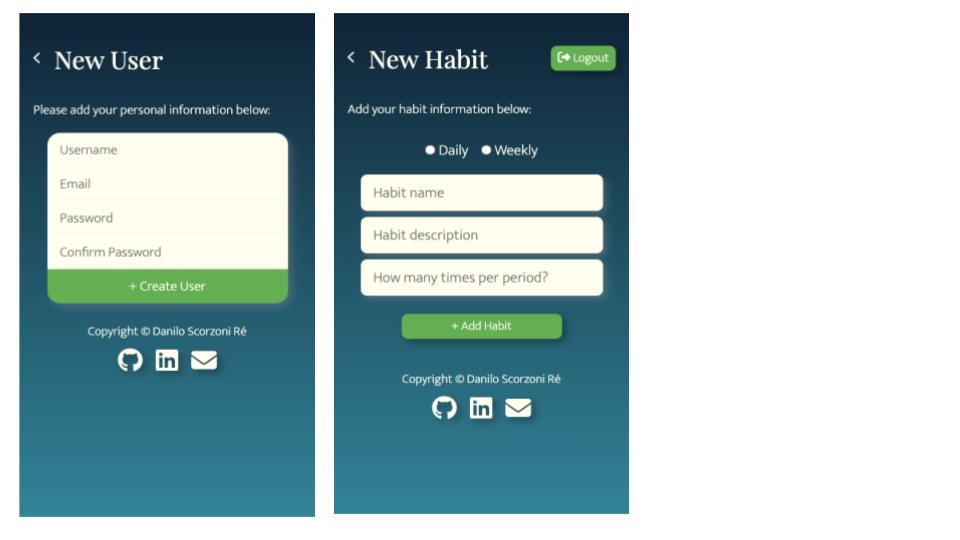 New User
Please add your personal information below:
Username
Email
Password
Confirm Password
+ Create User
Copyright © Danilo Scorzoni Ré
in
New Habit
Logout
Add your habit information below:
Daily Weekly
Habit name
Habit description
How many times per period?
+ Add Habit
Copyright © Danilo Scorzoni Ré
in